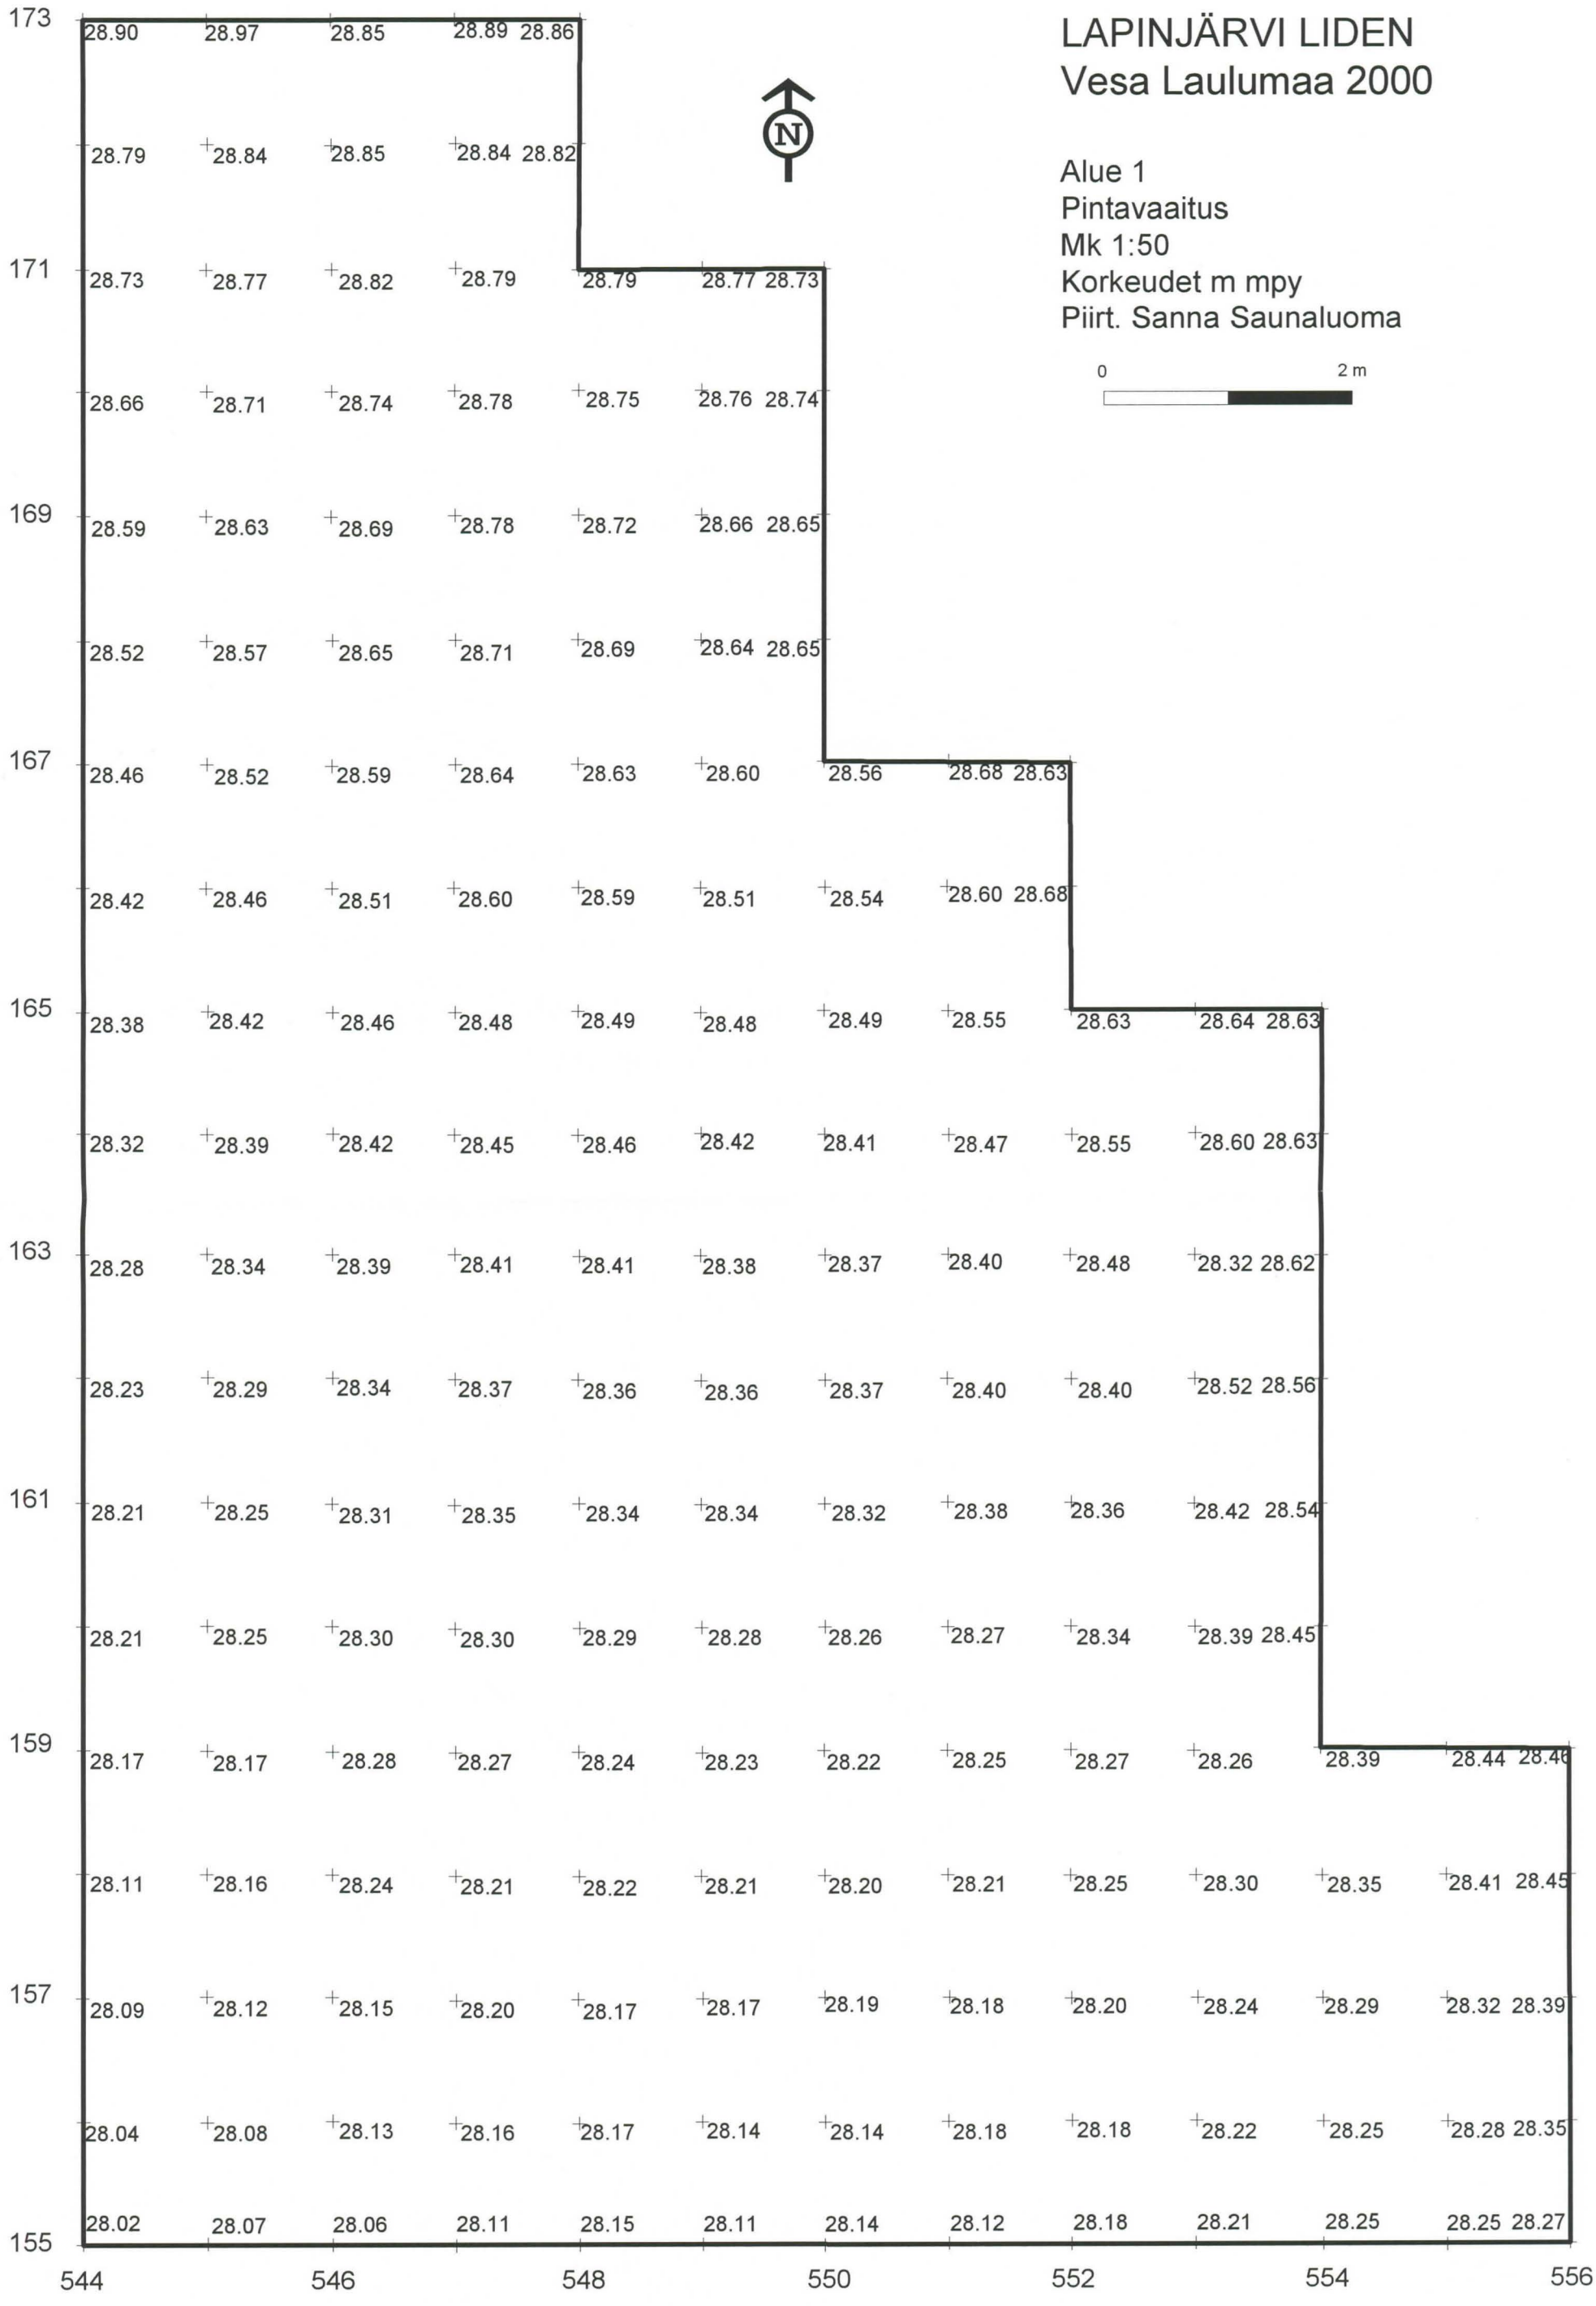 LAPINJÄRVI LIDEN
Vesa Laulumaa 2000
N
Alue 1
Pintavaaitus
Mk 1:50
Korkeudet m mpy
Piirt. Sanna Saunaluoma
0 2 m
173 28.90 28.97 28.85 28.89 28.86
28.79 28.84 28.85 28.84 28.82
171 28.73 28.77 28.82 28.79 28.79 28.77 28.73
28.66 28.71 28.74 28.78 28.75 28.76 28.74
169 28.59 28.63 28.69 28.78 28.72 28.66 28.65
28.52 28.57 28.65 28.71 28.69 28.64 28.65
167 28.46 28.52 28.59 28.64 28.63 28.60 28.56 28.68 28.63
28.42 28.46 28.51 28.60 28.59 28.51 28.54 28.60 28.68
165 28.38 28.42 28.46 28.48 28.49 28.48 28.49 28.55 28.63 28.64 28.63
28.32 28.39 28.42 28.45 28.46 28.42 28.41 28.47 28.55 28.60 28.63
163 28.28 28.34 28.39 28.41 28.41 28.38 28.37 28.40 28.48 28.32 28.62
28.23 28.29 28.34 28.37 28.36 28.36 28.37 28.40 28.40 28.52 28.56
161 28.21 28.25 28.31 28.35 28.34 28.34 28.32 28.38 28.36 28.42 28.54
28.21 28.25 28.30 28.30 28.29 28.28 28.26 28.27 28.34 28.39 28.45
159 28.17 28.17 28.28 28.27 28.24 28.23 28.22 28.25 28.27 28.26 28.39 28.44 28.46
28.11 28.16 28.24 28.21 28.22 28.21 28.20 28.21 28.25 28.30 28.35 28.41 28.45
157 28.09 28.12 28.15 28.20 28.17 28.17 28.19 28.18 28.20 28.24 28.29 28.32 28.39
28.04 28.08 28.13 28.16 28.17 28.14 28.14 28.18 28.18 28.22 28.25 28.28 28.35
28.02 28.07 28.06 28.11 28.15 28.11 28.14 28.12 28.18 28.21 28.25 28.25 28.27
155
544 546 548 550 552 554 556